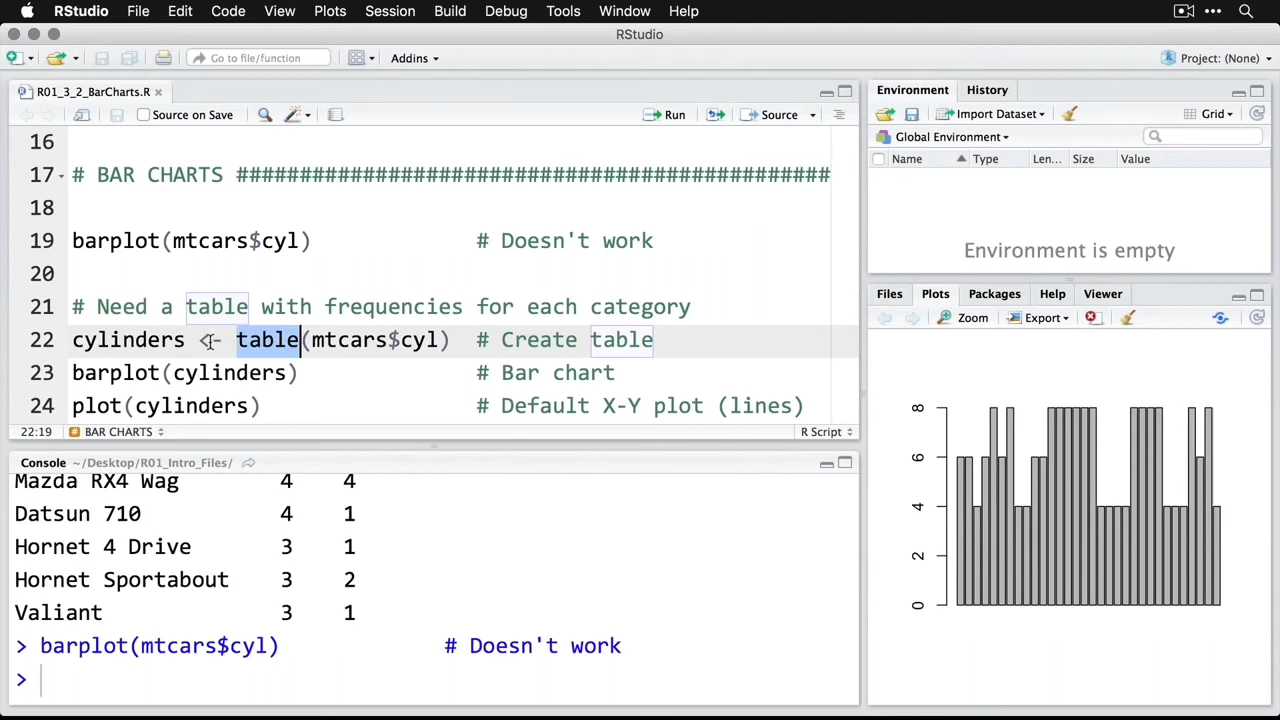 RStudio File Edit Code View Plots Session Build Debug Tools Window Help
RStudio
Go to file/function Addins Project: (None)
R01_3_2_BarCharts.R
Source on Save Run Source
16
17 # BAR CHARTS ###############################################
18
19 barplot(mtcars$cyl) # Doesn't work
20
21 # Need a table with frequencies for each category
22 cylinders <- table(mtcars$cyl) # Create table
23 barplot(cylinders) # Bar chart
24 plot(cylinders) # Default X-Y plot (lines)
22:19 BAR CHARTS R Script
Console ~/Desktop/R01_Intro_Files/
Mazda RX4 Wag 4 4
Datsun 710 4 1
Hornet 4 Drive 3 1
Hornet Sportabout 3 2
Valiant 3 1
> barplot(mtcars$cyl) # Doesn't work
>
Environment History
Import Dataset Grid
Global Environment
Name Type Len... Size Value
Environment is empty
Files Plots Packages Help Viewer
Zoom Export
8
6
4
2
0